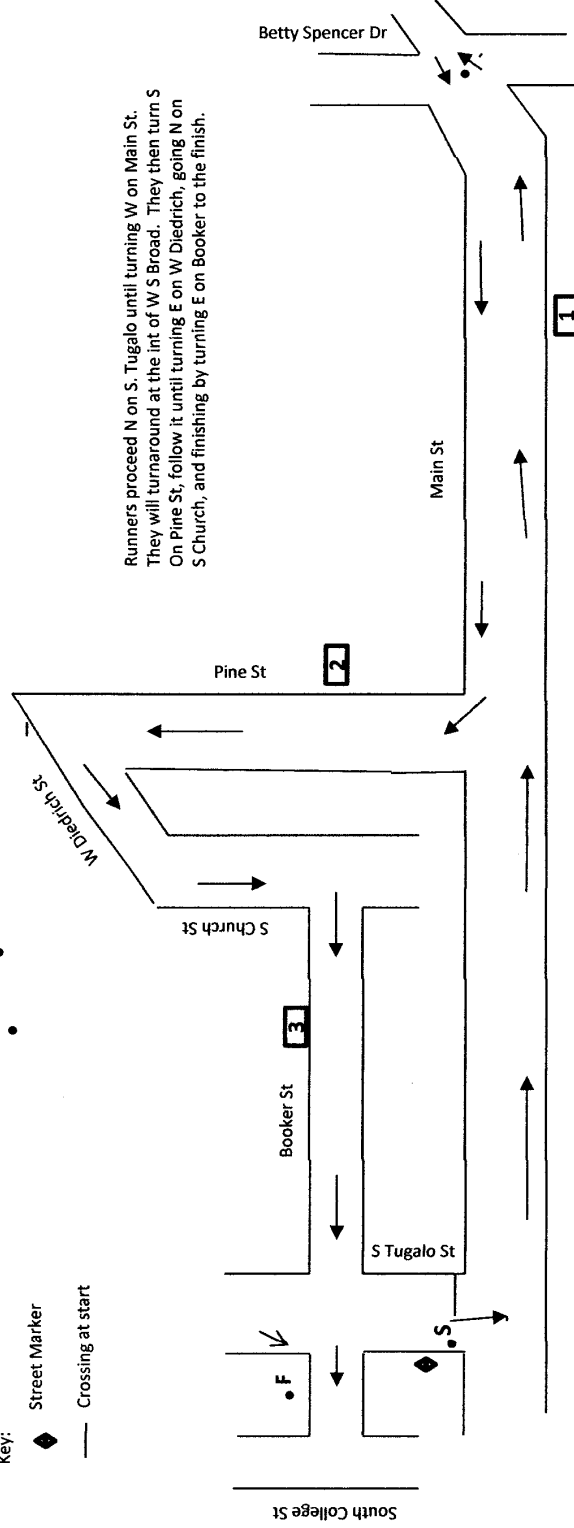 Betty Spencer Dr
Runners proceed N on S. Tugalo until turning W on Main St.
They will turnaround at the int of W S Broad. They then turn S
On Pine St, follow it until turning E on W Diedrich, going N on
S Church, and finishing by turning E on Booker to the finish.
1
Main St
Pine St
2
W Diedrich St
S Church St
3
Booker St
S Tugalo St
Key:
Street Marker
Crossing at start
F
S
South College St